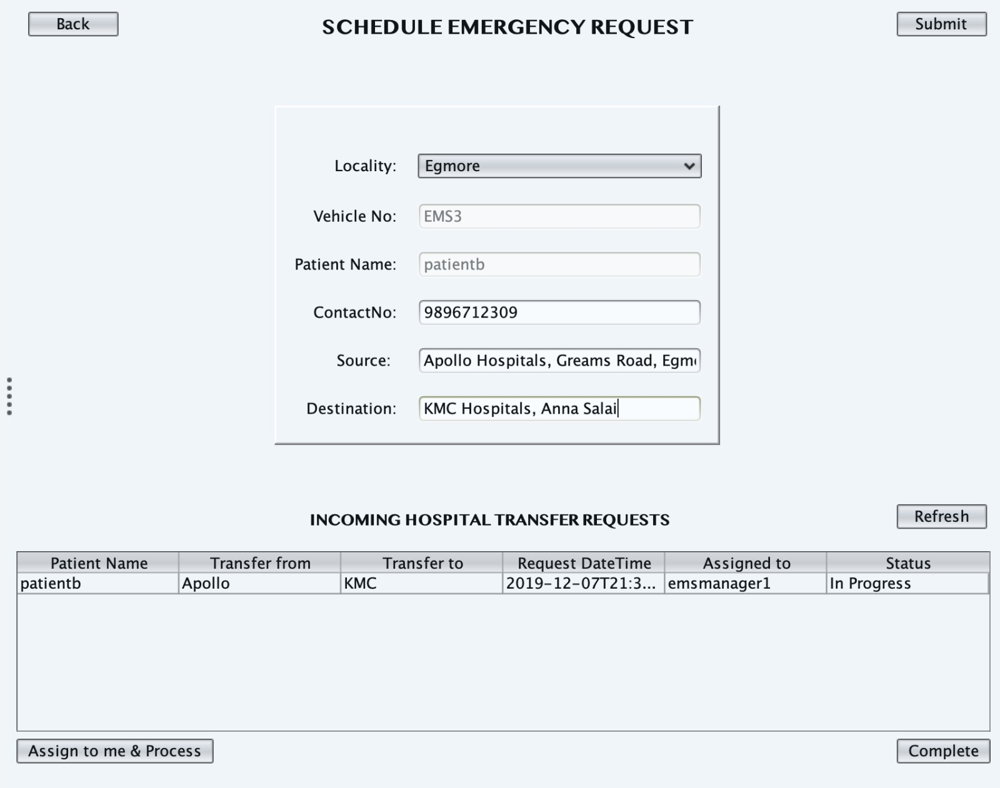 Back
SCHEDULE EMERGENCY REQUEST
Submit
Locality: Egmore
Vehicle No: EMS3
Patient Name: patientb
ContactNo: 9896712309
Source: Apollo Hospitals, Greams Road, Egm
Destination: KMC Hospitals, Anna Salai
INCOMING HOSPITAL TRANSFER REQUESTS
Refresh
Patient Name Transfer from Transfer to Request DateTime Assigned to Status
patientb Apollo KMC 2019-12-07T21:3... emsmanager1 In Progress
Assign to me & Process
Complete